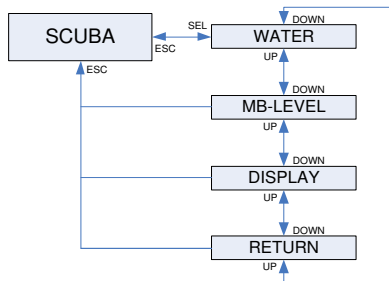 SEL
DOWN
SCUBA
WATER
ESC
UP
ESC
DOWN
MB-LEVEL
UP
DOWN
DISPLAY
UP
DOWN
RETURN
UP